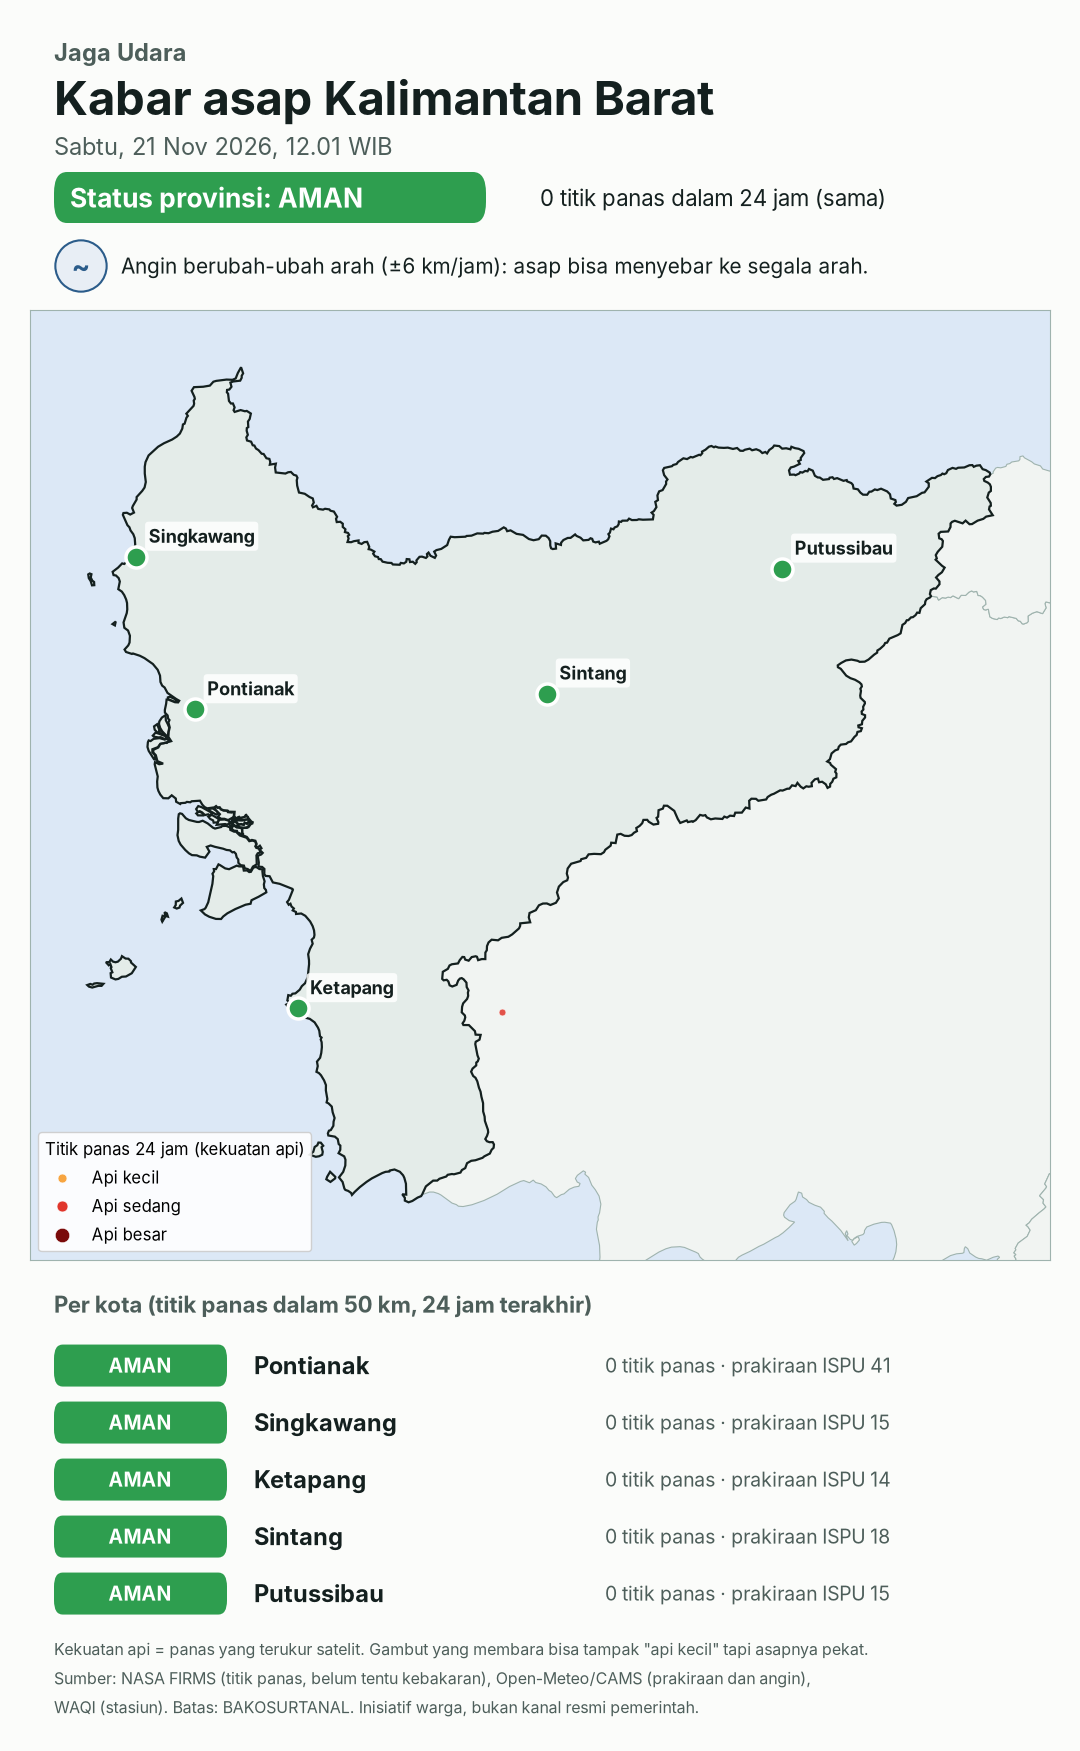 Jaga Udara
Kabar asap Kalimantan Barat
Sabtu, 21 Nov 2026, 12.01 WIB
Status provinsi: AMAN
0 titik panas dalam 24 jam (sama)
~
Angin berubah-ubah arah (±6 km/jam): asap bisa menyebar ke segala arah.
Singkawang
Putussibau
Sintang
Pontianak
Ketapang
Titik panas 24 jam (kekuatan api)
Api kecil
Api sedang
Api besar
Per kota (titik panas dalam 50 km, 24 jam terakhir)
AMAN Pontianak 0 titik panas · prakiraan ISPU 41
AMAN Singkawang 0 titik panas · prakiraan ISPU 15
AMAN Ketapang 0 titik panas · prakiraan ISPU 14
AMAN Sintang 0 titik panas · prakiraan ISPU 18
AMAN Putussibau 0 titik panas · prakiraan ISPU 15
Kekuatan api = panas yang terukur satelit. Gambut yang membara bisa tampak "api kecil" tapi asapnya pekat.
Sumber: NASA FIRMS (titik panas, belum tentu kebakaran), Open-Meteo/CAMS (prakiraan dan angin),
WAQI (stasiun). Batas: BAKOSURTANAL. Inisiatif warga, bukan kanal resmi pemerintah.